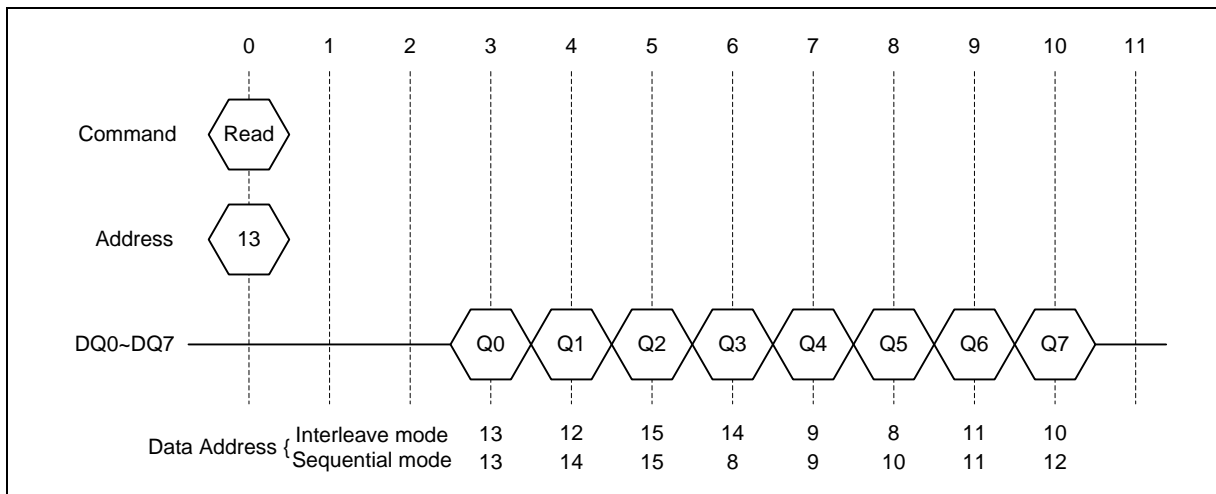 0 1 2 3 4 5 6 7 8 9 10 11
Command Read
Address 13
DQ0~DQ7 Q0 Q1 Q2 Q3 Q4 Q5 Q6 Q7
Data Address { Interleave mode 13 12 15 14 9 8 11 10
Sequential mode 13 14 15 8 9 10 11 12